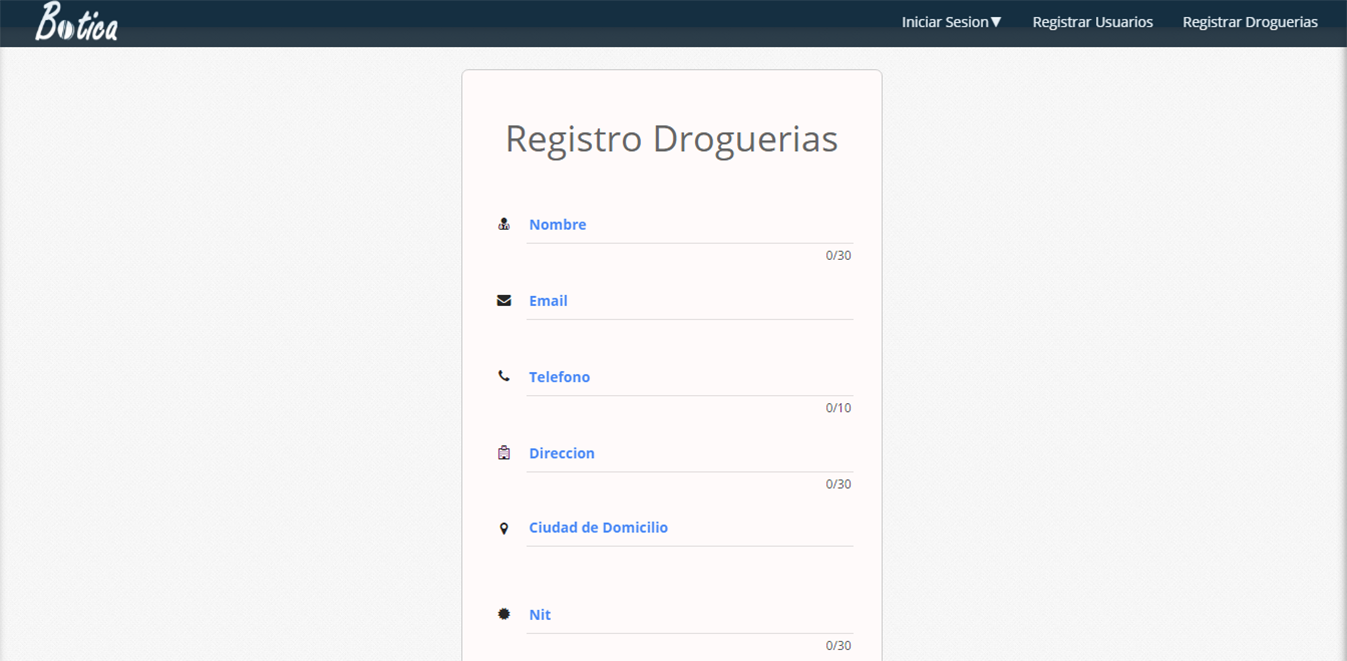 Botica
Iniciar Sesion▼ Registrar Usuarios Registrar Droguerias
Registro Droguerias
Nombre
0/30
Email
Telefono
0/10
Direccion
0/30
Ciudad de Domicilio
Nit
0/30